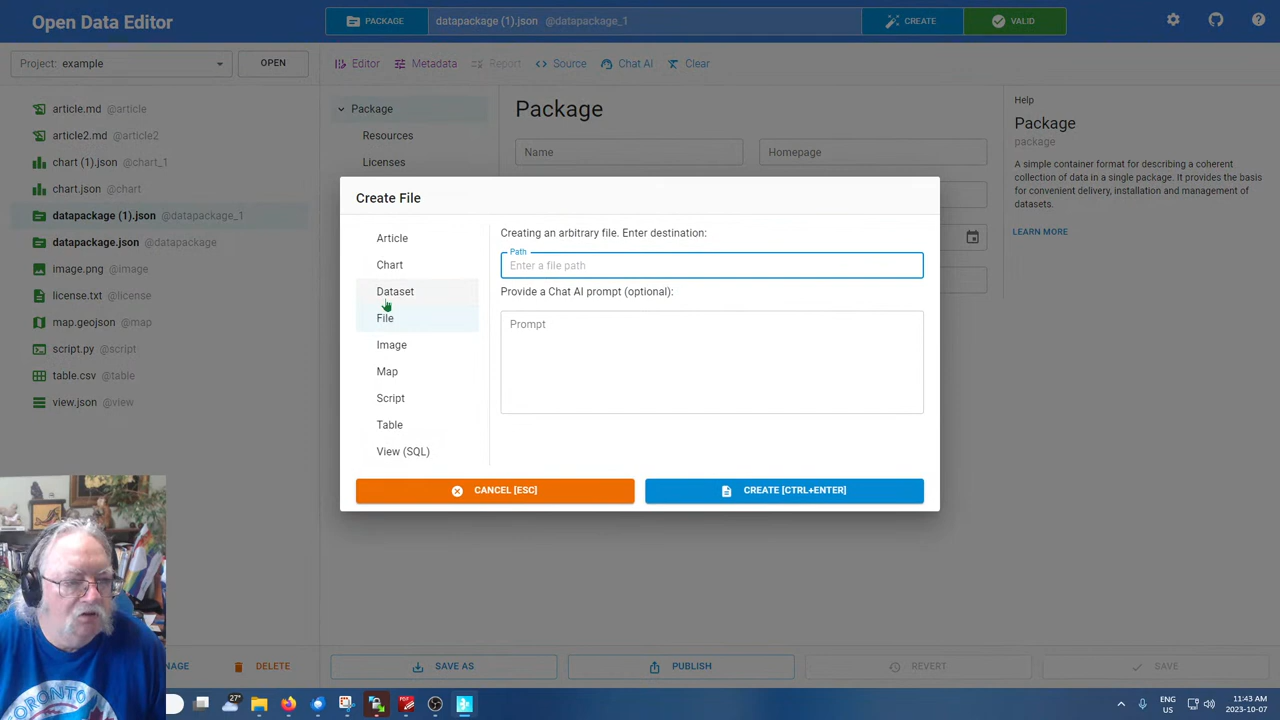 Open Data Editor
PACKAGE
datapackage (1).json @datapackage_1
CREATE
VALID
Project: example
OPEN
Editor
Metadata
Report
Source
Chat AI
Clear
article.md @article
article2.md @article2
chart (1).json @chart_1
chart.json @chart
datapackage (1).json @datapackage_1
datapackage.json @datapackage
image.png @image
license.txt @license
map.geojson @map
script.py @script
table.csv @table
view.json @view
Package
Resources
Licenses
Package
Name
Homepage
Help
Package
package
A simple container format for describing a coherent
collection of data in a single package. It provides the basis
for convenient delivery, installation and management of
datasets.
LEARN MORE
Create File
Article
Chart
Dataset
File
Image
Map
Script
Table
View (SQL)
Creating an arbitrary file. Enter destination:
Path
Enter a file path
Provide a Chat AI prompt (optional):
Prompt
CANCEL [ESC]
CREATE [CTRL+ENTER]
DELETE
SAVE AS
PUBLISH
REVERT
SAVE
27°
ENG
US
11:43 AM
2023-10-07